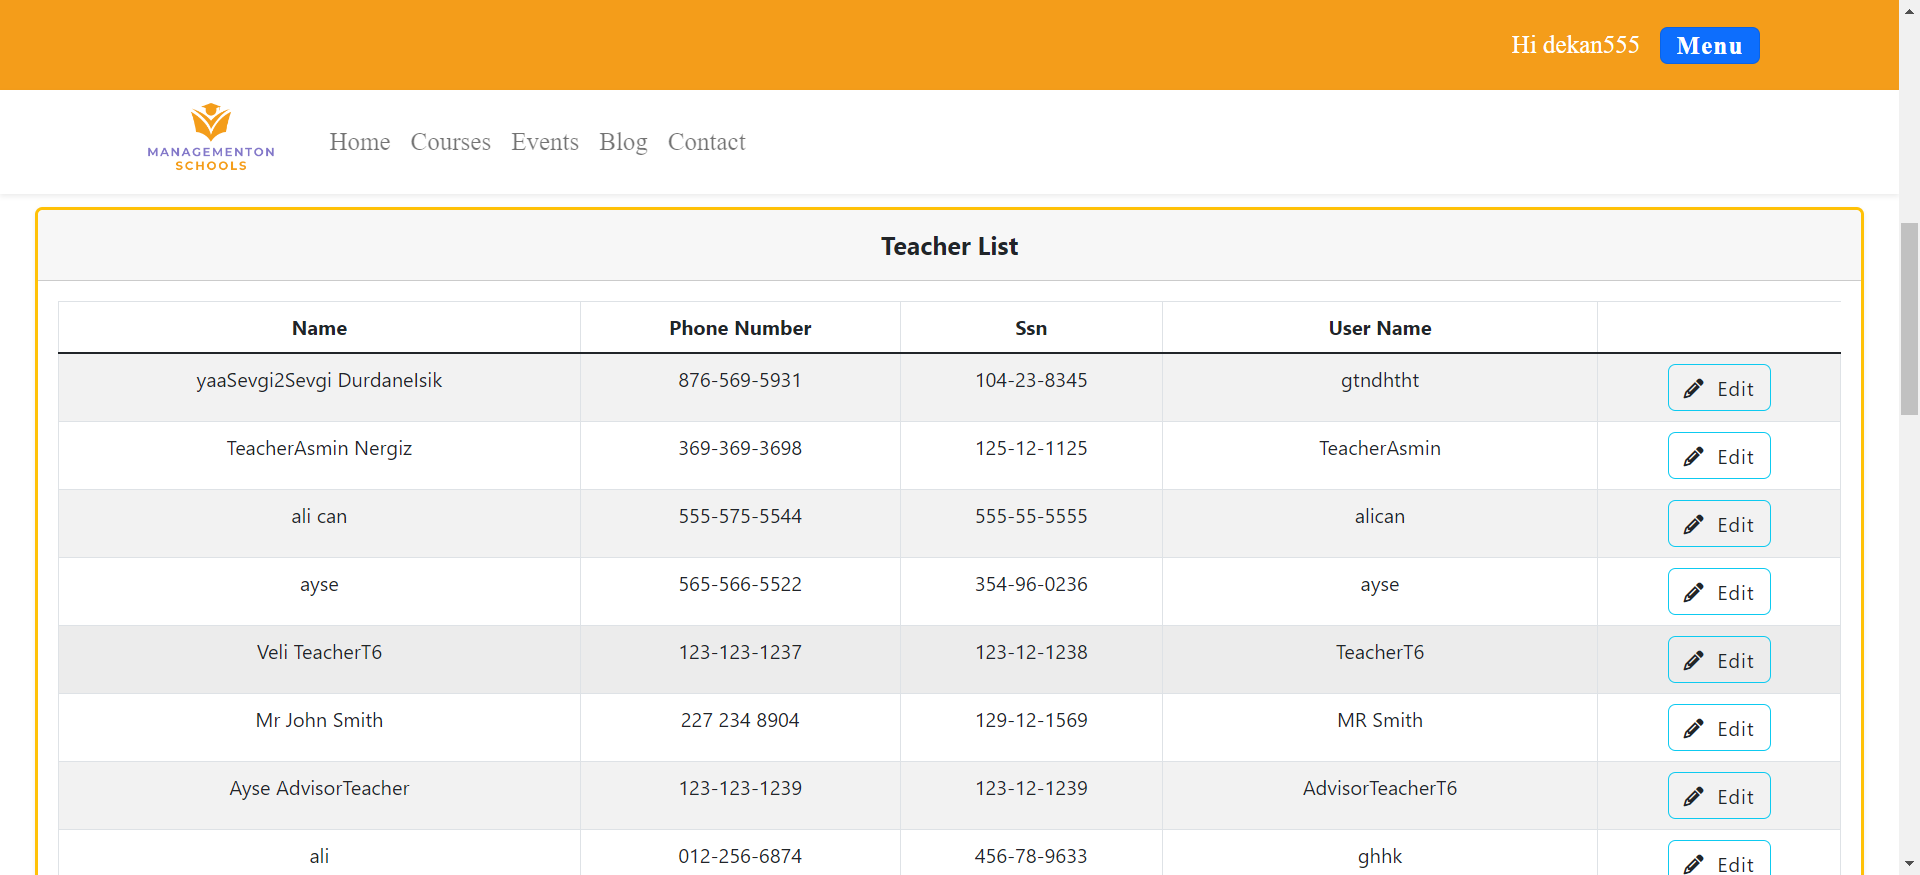 Hi dekan555 Menu
MANAGEMENTON
SCHOOLS
Home Courses Events Blog Contact
Teacher List
Name Phone Number Ssn User Name
yaaSevgi2Sevgi DurdaneIsik 876-569-5931 104-23-8345 gtndhtht Edit
TeacherAsmin Nergiz 369-369-3698 125-12-1125 TeacherAsmin Edit
ali can 555-575-5544 555-55-5555 alican Edit
ayse 565-566-5522 354-96-0236 ayse Edit
Veli TeacherT6 123-123-1237 123-12-1238 TeacherT6 Edit
Mr John Smith 227 234 8904 129-12-1569 MR Smith Edit
Ayse AdvisorTeacher 123-123-1239 123-12-1239 AdvisorTeacherT6 Edit
ali 012-256-6874 456-78-9633 ghhk Edit